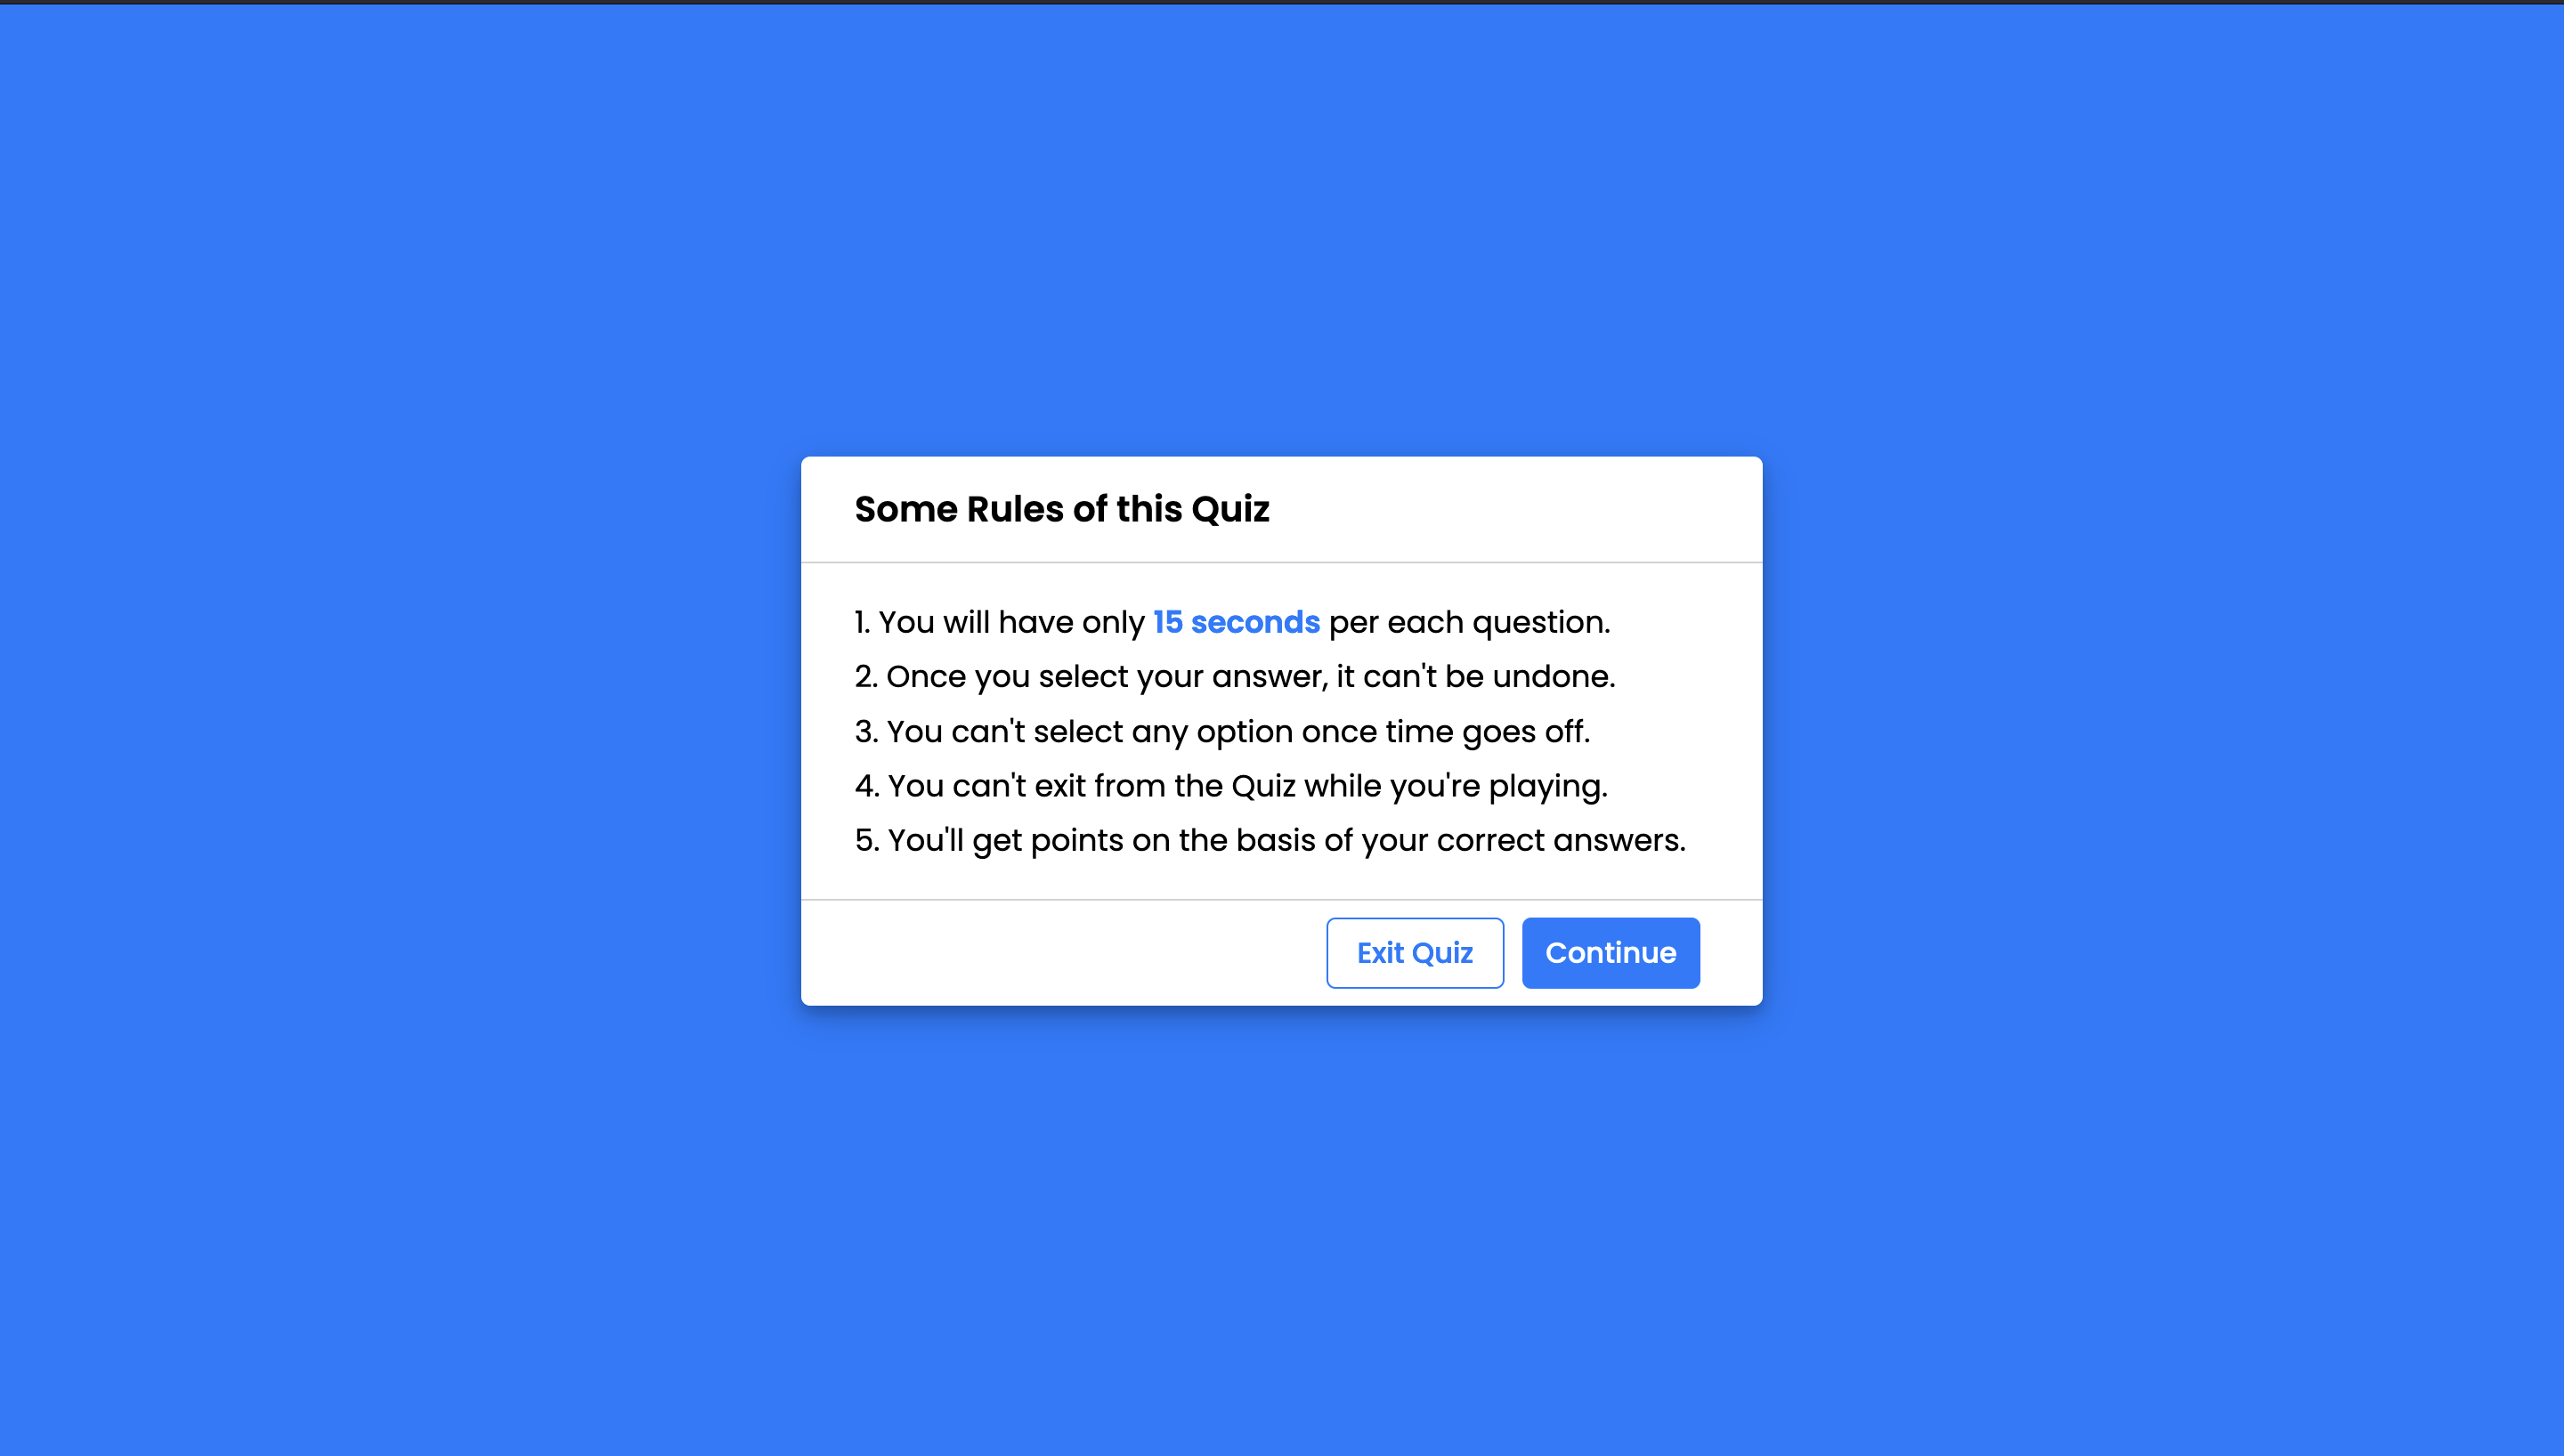 Some Rules of this Quiz
1. You will have only 15 seconds per each question.
2. Once you select your answer, it can't be undone.
3. You can't select any option once time goes off.
4. You can't exit from the Quiz while you're playing.
5. You'll get points on the basis of your correct answers.
Exit Quiz Continue